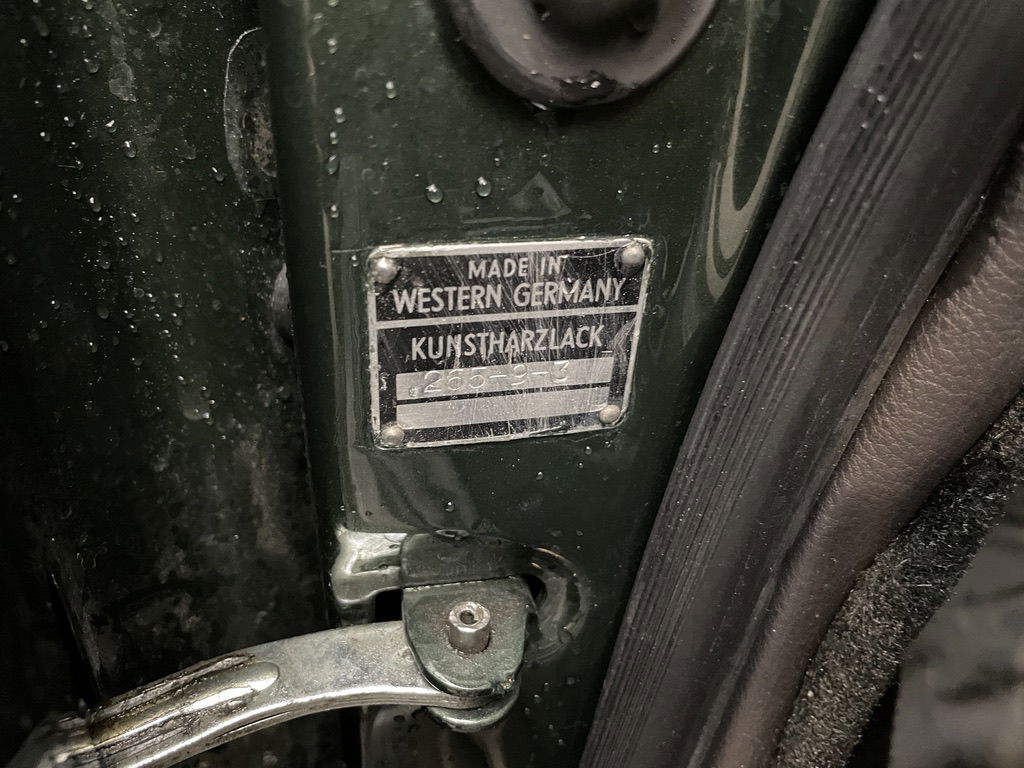 MADE IN
WESTERN GERMANY
KUNSTHARZLACK
265-9-3